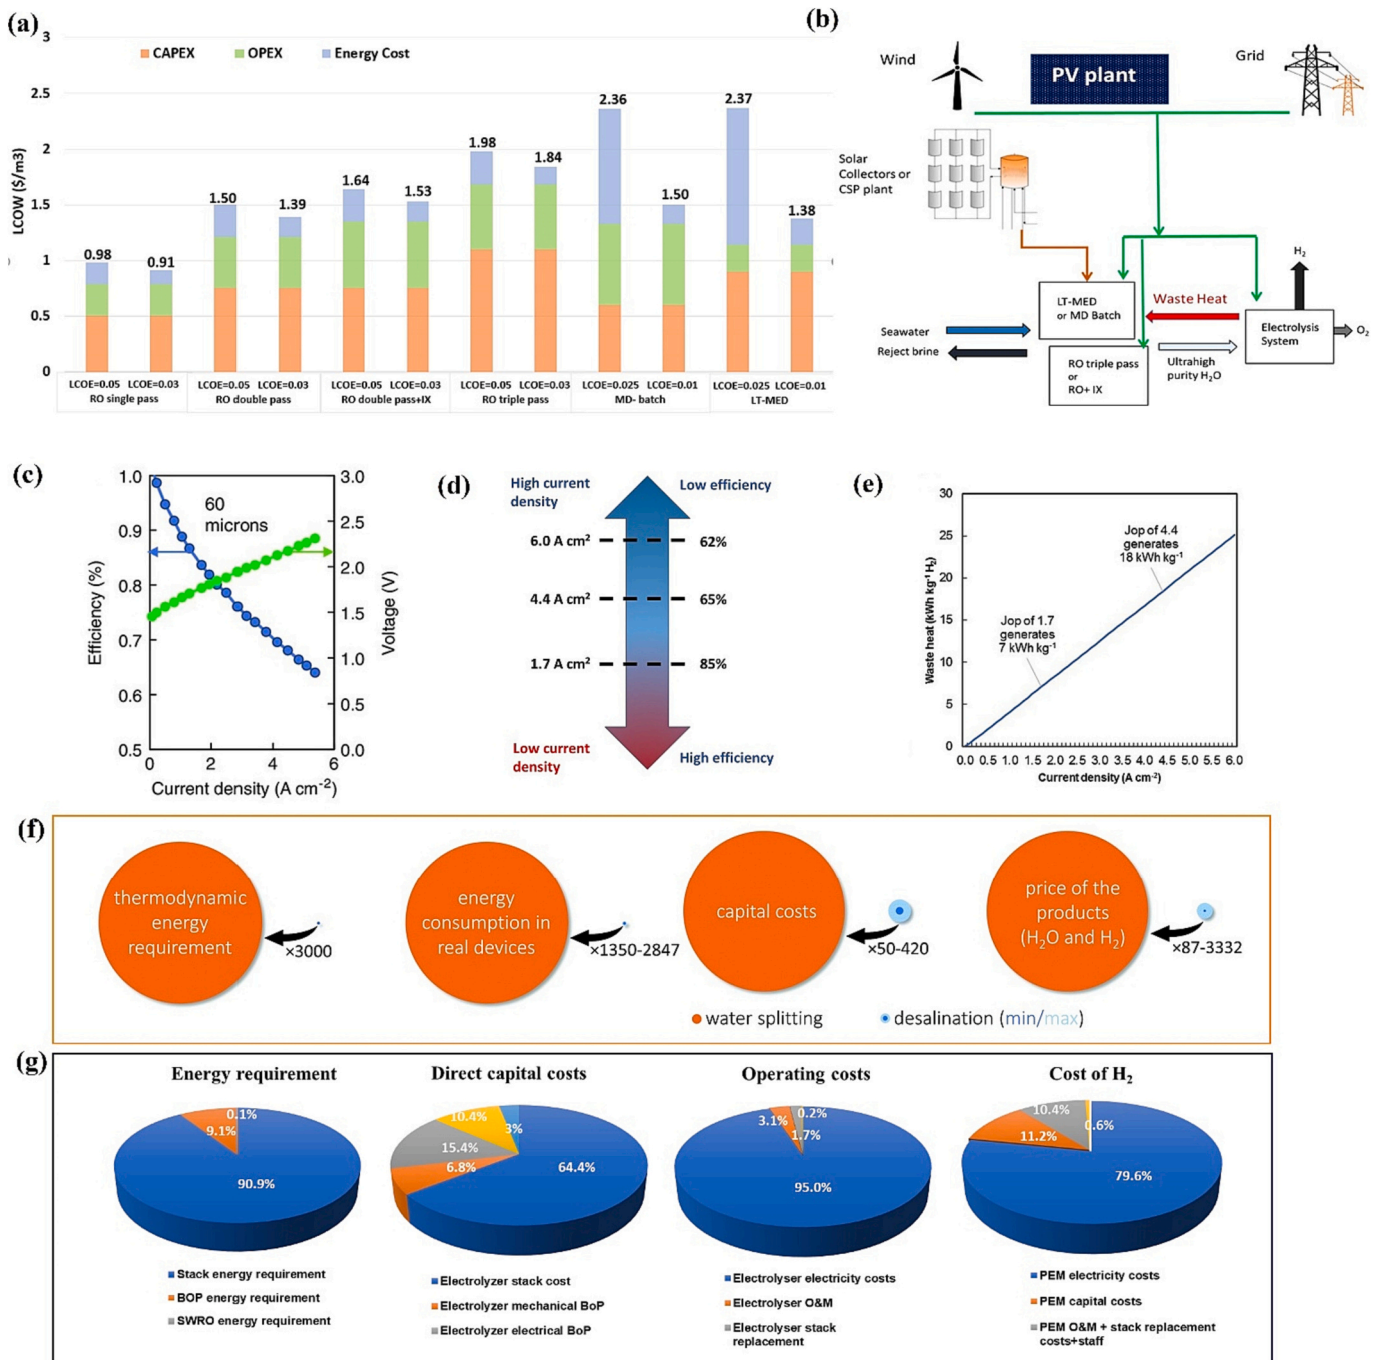 (a)
3
2.5
2
1.5
1
0.5
0
LCOW ($/m3)
CAPEX OPEX Energy Cost
0.98 0.91 1.50 1.39 1.64 1.53 1.98 1.84 2.36 1.50 2.37 1.38
LCOE=0.05 LCOE=0.03 LCOE=0.05 LCOE=0.03 LCOE=0.05 LCOE=0.03 LCOE=0.05 LCOE=0.03 LCOE=0.025 LCOE=0.01 LCOE=0.025 LCOE=0.01
RO single pass RO double pass RO double pass+IX RO triple pass MD- batch LT-MED
(b)
Wind
PV plant
Grid
Solar
Collectors or
CSP plant
H₂
LT-MED
or MD Batch
Waste Heat
Electrolysis
System
O₂
Seawater
Reject brine
RO triple pass
or
RO+ IX
Ultrahigh
purity H₂O
(c)
1.0
0.9
0.8
0.7
0.6
0.5
Efficiency (%)
60
microns
3.0
2.5
2.0
1.5
1.0
0.5
0.0
Voltage (V)
0 2 4 6
Current density (A cm⁻²)
(d)
High current
density
Low efficiency
6.0 A cm² 62%
4.4 A cm² 65%
1.7 A cm² 85%
Low current
density
High efficiency
(e)
30
25
20
15
10
5
0
Waste heat (kWh kg⁻¹ H₂)
Jop of 4.4
generates
18 kWh kg⁻¹
Jop of 1.7
generates
7 kWh kg⁻¹
0.0 0.5 1.0 1.5 2.0 2.5 3.0 3.5 4.0 4.5 5.0 5.5 6.0
Current density (A cm⁻²)
(f)
thermodynamic
energy
requirement
×3000
energy
consumption in
real devices
×1350-2847
capital costs
×50-420
price of the
products
(H₂O and H₂)
×87-3332
water splitting desalination (min/max)
(g)
Energy requirement
0.1%
9.1%
90.9%
Stack energy requirement
BOP energy requirement
SWRO energy requirement
Direct capital costs
10.4%
3%
15.4%
6.8%
64.4%
Electrolyzer stack cost
Electrolyzer mechanical BoP
Electrolyzer electrical BoP
Operating costs
3.1%
0.2%
1.7%
95.0%
Electrolyser electricity costs
Electrolyser O&M
Electrolyser stack
replacement
Cost of H₂
10.4%
0.6%
11.2%
79.6%
PEM electricity costs
PEM capital costs
PEM O&M + stack replacement
costs+staff